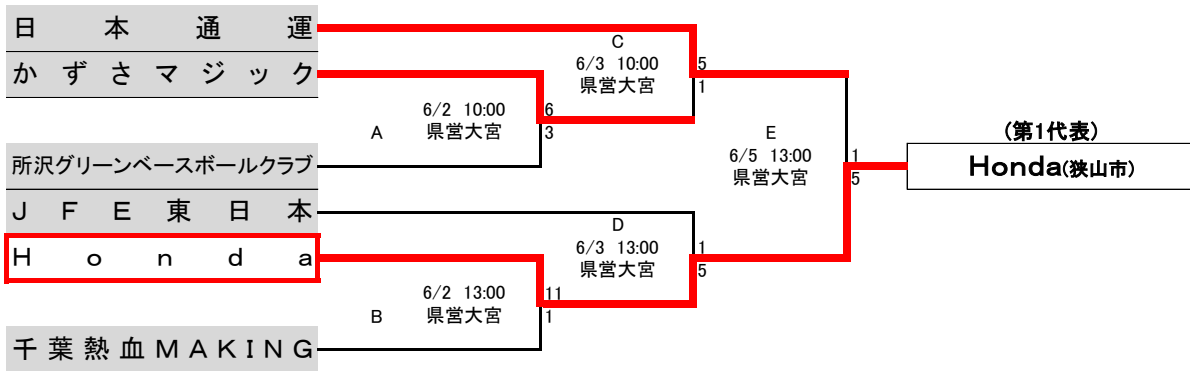 日本通運
かずさマジック
所沢グリーンベースボールクラブ
JFE東日本
Honda
千葉熱血MAKING
A
6/2 10:00
県営大宮
6
3
B
6/2 13:00
県営大宮
11
1
C
6/3 10:00
県営大宮
5
1
D
6/3 13:00
県営大宮
1
5
E
6/5 13:00
県営大宮
1
5
(第1代表)
Honda(狭山市)